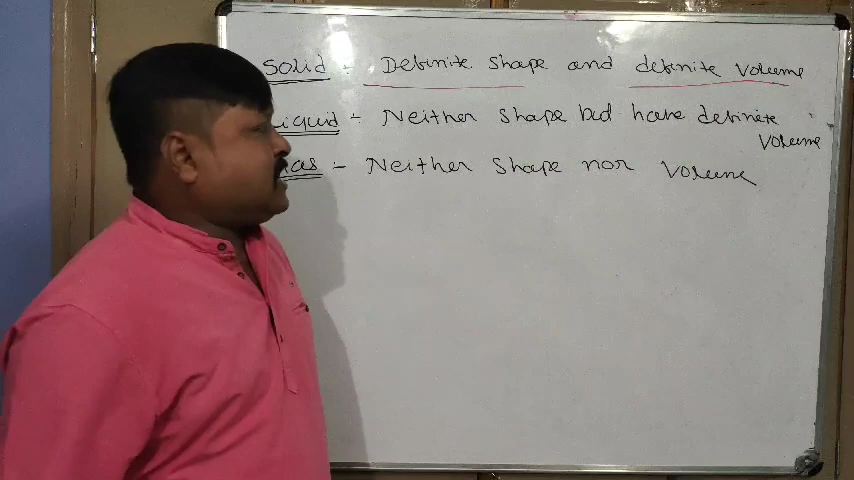 Solid :- Definite shape and definite Volume
Liquid :- Neither shape but have definite
Volume
Gas :- Neither shape nor Volume